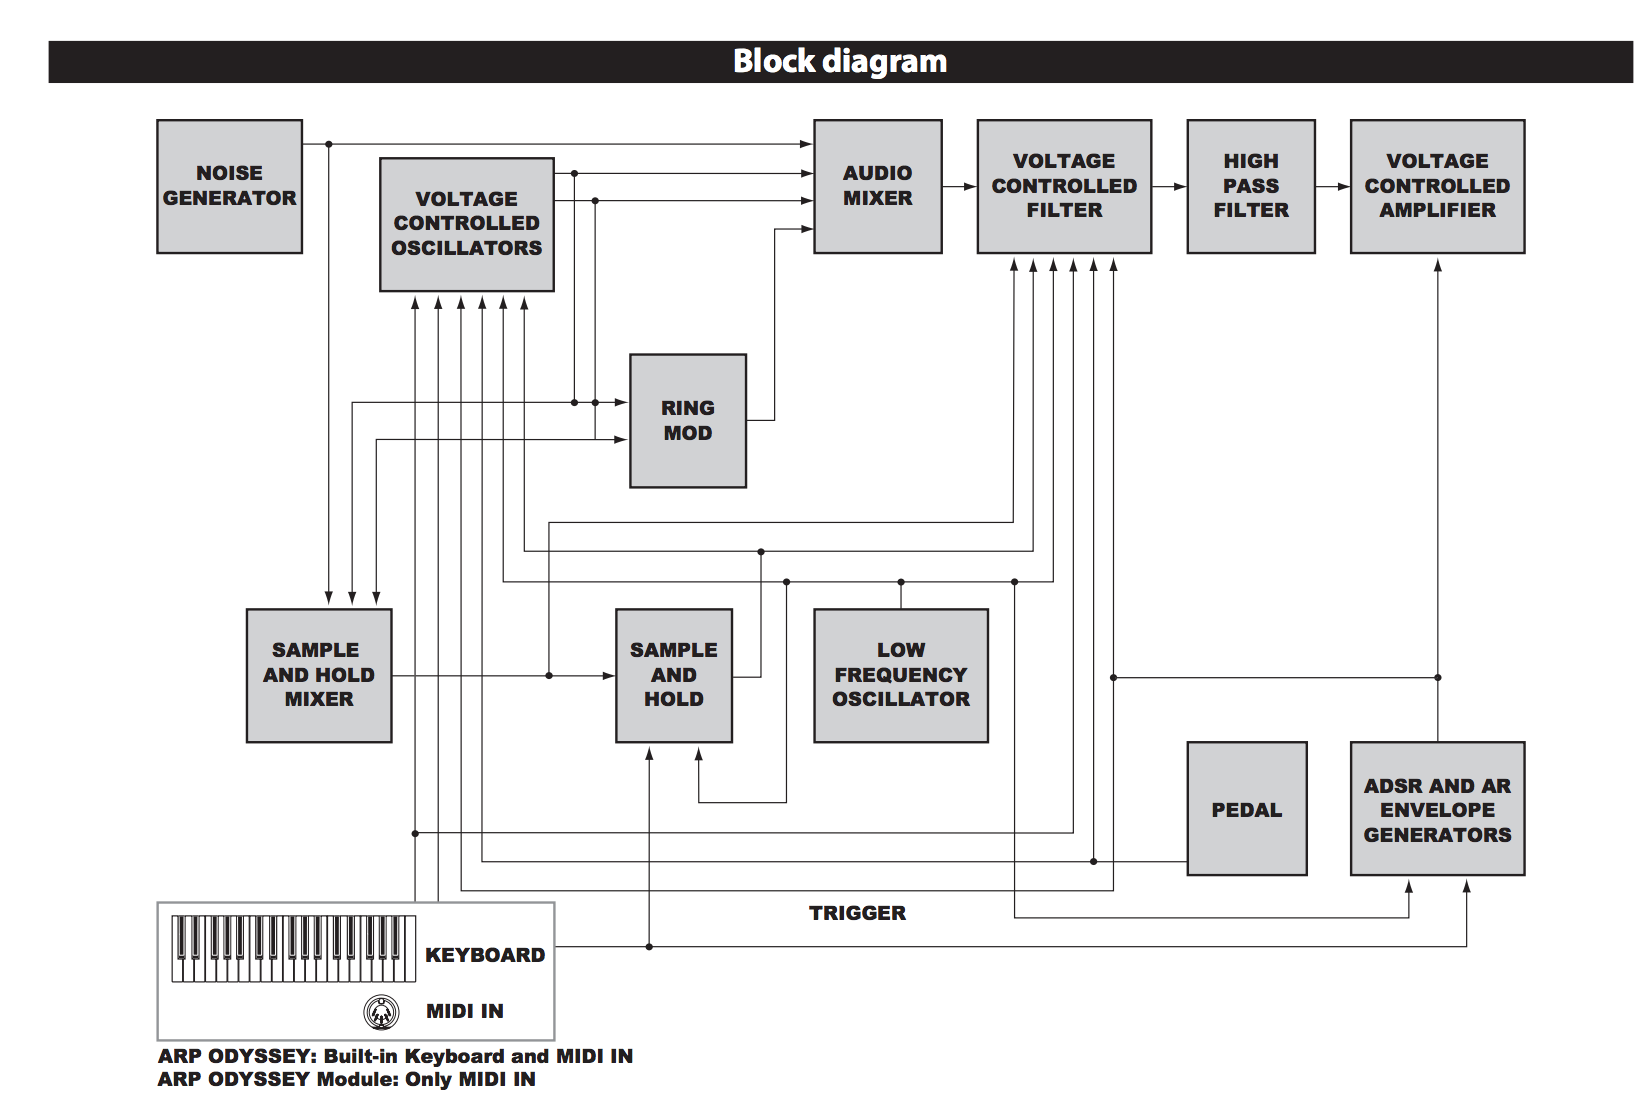 Block diagram
NOISE
GENERATOR
VOLTAGE
CONTROLLED
OSCILLATORS
AUDIO
MIXER
VOLTAGE
CONTROLLED
FILTER
HIGH
PASS
FILTER
VOLTAGE
CONTROLLED
AMPLIFIER
RING
MOD
SAMPLE
AND HOLD
MIXER
SAMPLE
AND
HOLD
LOW
FREQUENCY
OSCILLATOR
PEDAL
ADSR AND AR
ENVELOPE
GENERATORS
TRIGGER
KEYBOARD
MIDI IN
ARP ODYSSEY: Built-in Keyboard and MIDI IN
ARP ODYSSEY Module: Only MIDI IN